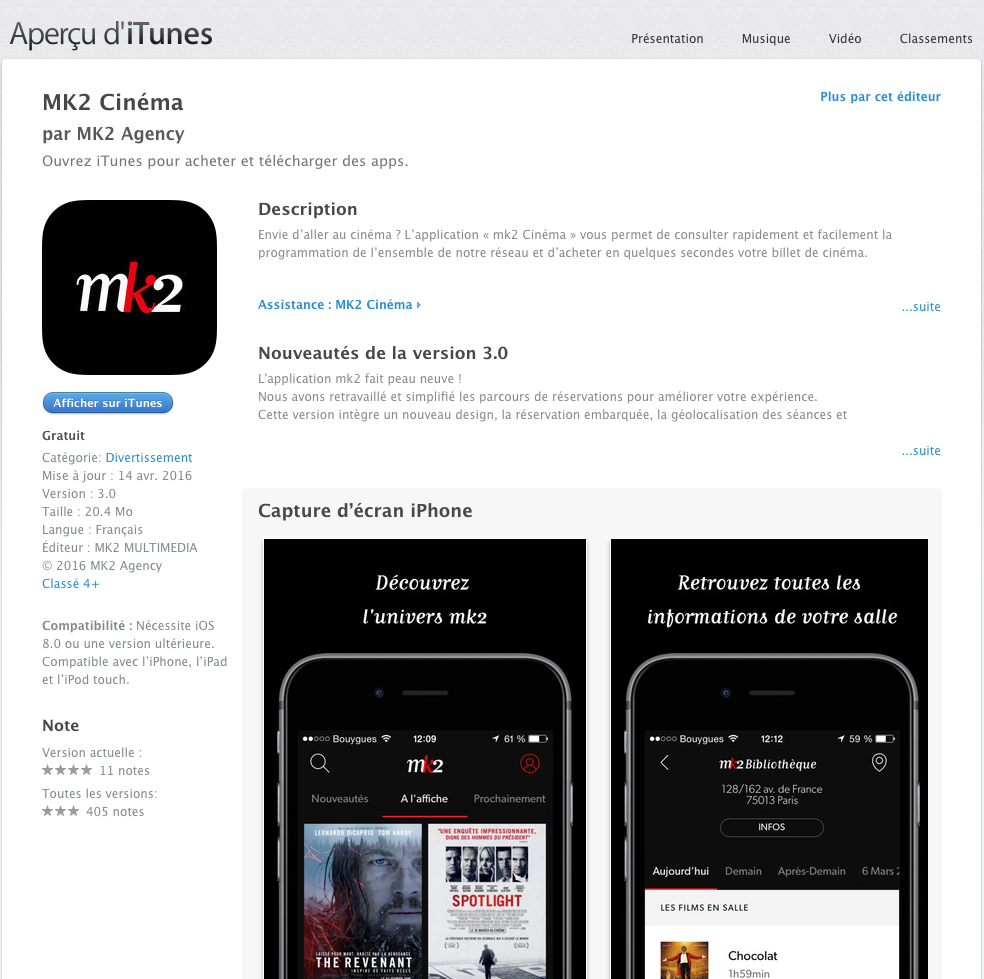 Aperçu d'iTunes
Présentation
Musique
Vidéo
Classements
MK2 Cinéma
Plus par cet éditeur
par MK2 Agency
Ouvrez iTunes pour acheter et télécharger des apps.
mk2
Afficher sur iTunes
Gratuit
Catégorie: Divertissement
Mise à jour : 14 avr. 2016
Version : 3.0
Taille : 20.4 Mo
Langue : Français
Éditeur : MK2 MULTIMEDIA
© 2016 MK2 Agency
Classé 4+
Compatibilité : Nécessite iOS
8.0 ou une version ultérieure.
Compatible avec l'iPhone, l'iPad
et l'iPod touch.
Note
Version actuelle :
★★★★ 11 notes
Toutes les versions:
★★★ 405 notes
Description
Envie d'aller au cinéma ? L'application « mk2 Cinéma » vous permet de consulter rapidement et facilement la
programmation de l'ensemble de notre réseau et d'acheter en quelques secondes votre billet de cinéma.
Assistance : MK2 Cinéma
...suite
Nouveautés de la version 3.0
L'application mk2 fait peau neuve !
Nous avons retravaillé et simplifié les parcours de réservations pour améliorer votre expérience.
Cette version intègre un nouveau design, la réservation embarquée, la géolocalisation des séances et
...suite
Capture d'écran iPhone
Découvrez
l'univers mk2
Bouygues 12:09 61 %
mk2
Nouveautés A l'affiche Prochainement
LEONARDO DICAPRIO TOM HARDY
THE REVENANT
INSPIRÉ DE FAITS RÉELS
"UNE ENQUÊTE IMPRESSIONNANTE,
DIGNE DES HOMMES DU PRÉSIDENT"
SPOTLIGHT
Retrouvez toutes les
informations de votre salle
Bouygues 12:12 59 %
mk2 Bibliothèque
128/162 av. de France
75013 Paris
INFOS
Aujourd'hui Demain Après-Demain 6 Mars
LES FILMS EN SALLE
Chocolat
1h59min